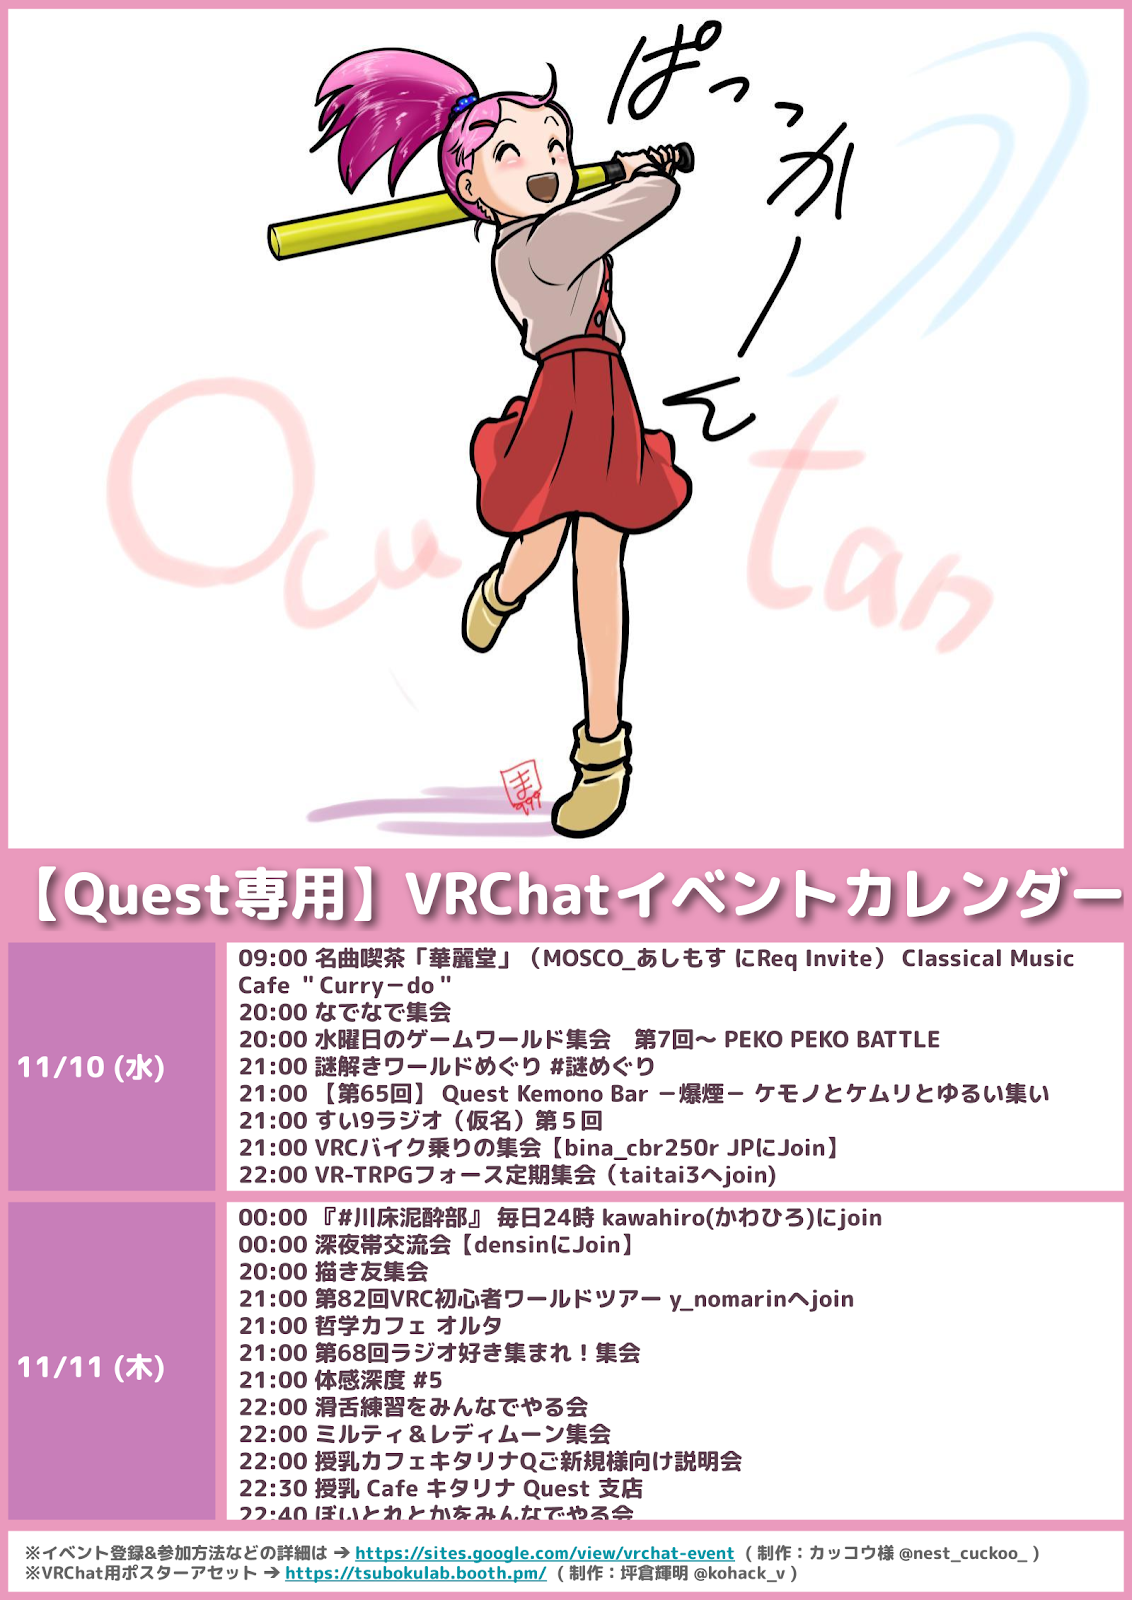 ぱっっかーん
Ocu tan
ま
999
【Quest専用】VRChatイベントカレンダー
11/10 (水)
09:00 名曲喫茶「華麗堂」（MOSCO_あしもす にReq Invite） Classical Music
Cafe ＂Curry－do＂
20:00 なでなで集会
20:00 水曜日のゲームワールド集会　第7回～ PEKO PEKO BATTLE
21:00 謎解きワールドめぐり #謎めぐり
21:00 【第65回】 Quest Kemono Bar －爆煙－ ケモノとケムリとゆるい集い
21:00 すい9ラジオ（仮名）第５回
21:00 VRCバイク乗りの集会【bina_cbr250r JPにJoin】
22:00 VR-TRPGフォース定期集会（taitai3へjoin)
11/11 (木)
00:00 『#川床泥酔部』 毎日24時 kawahiro(かわひろ)にjoin
00:00 深夜帯交流会【densinにJoin】
20:00 描き友集会
21:00 第82回VRC初心者ワールドツアー y_nomarinへjoin
21:00 哲学カフェ オルタ
21:00 第68回ラジオ好き集まれ！集会
21:00 体感深度 #5
22:00 滑舌練習をみんなでやる会
22:00 ミルティ＆レディムーン集会
22:00 授乳カフェキタリナQご新規様向け説明会
22:30 授乳 Cafe キタリナ Quest 支店
22:40 ぼいとれとかをみんなでやる会
※イベント登録&参加方法などの詳細は ➔ https://sites.google.com/view/vrchat-event （ 制作：カッコウ様 @nest_cuckoo_ ）
※VRChat用ポスターアセット ➔ https://tsubokulab.booth.pm/ （ 制作：坪倉輝明 @kohack_v ）